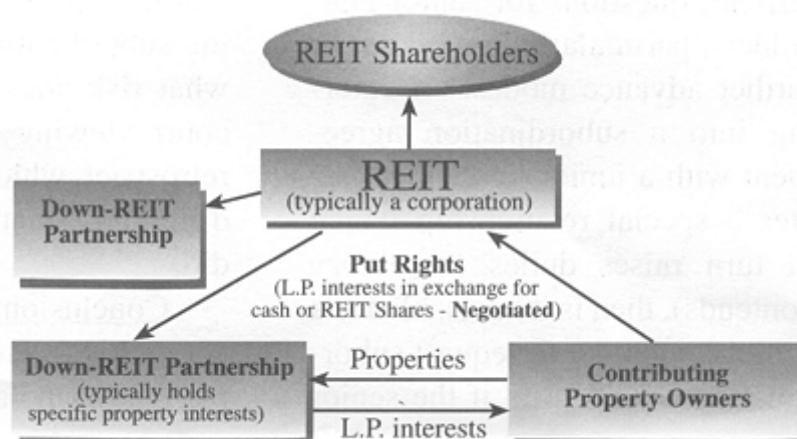 REIT Shareholders
REIT
(typically a corporation)
Down-REIT
Partnership
Put Rights
(L.P. interests in exchange for
cash or REIT Shares - Negotiated)
Down-REIT Partnership
(typically holds
specific property interests)
Properties
L.P. interests
Contributing
Property Owners